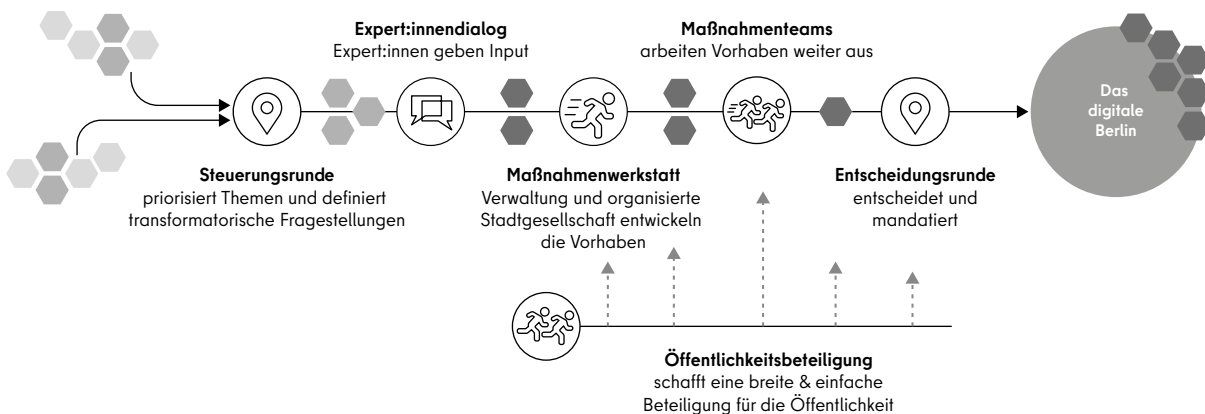 Expert:innendialog
Expert:innen geben Input
Maßnahmenteams
arbeiten Vorhaben weiter aus
Das
digitale
Berlin
Steuerungsrunde
priorisiert Themen und definiert
transformatorische Fragestellungen
Maßnahmenwerkstatt
Verwaltung und organisierte
Stadtgesellschaft entwickeln
die Vorhaben
Entscheidungsrunde
entscheidet und
mandatiert
Öffentlichkeitsbeteiligung
schafft eine breite & einfache
Beteiligung für die Öffentlichkeit